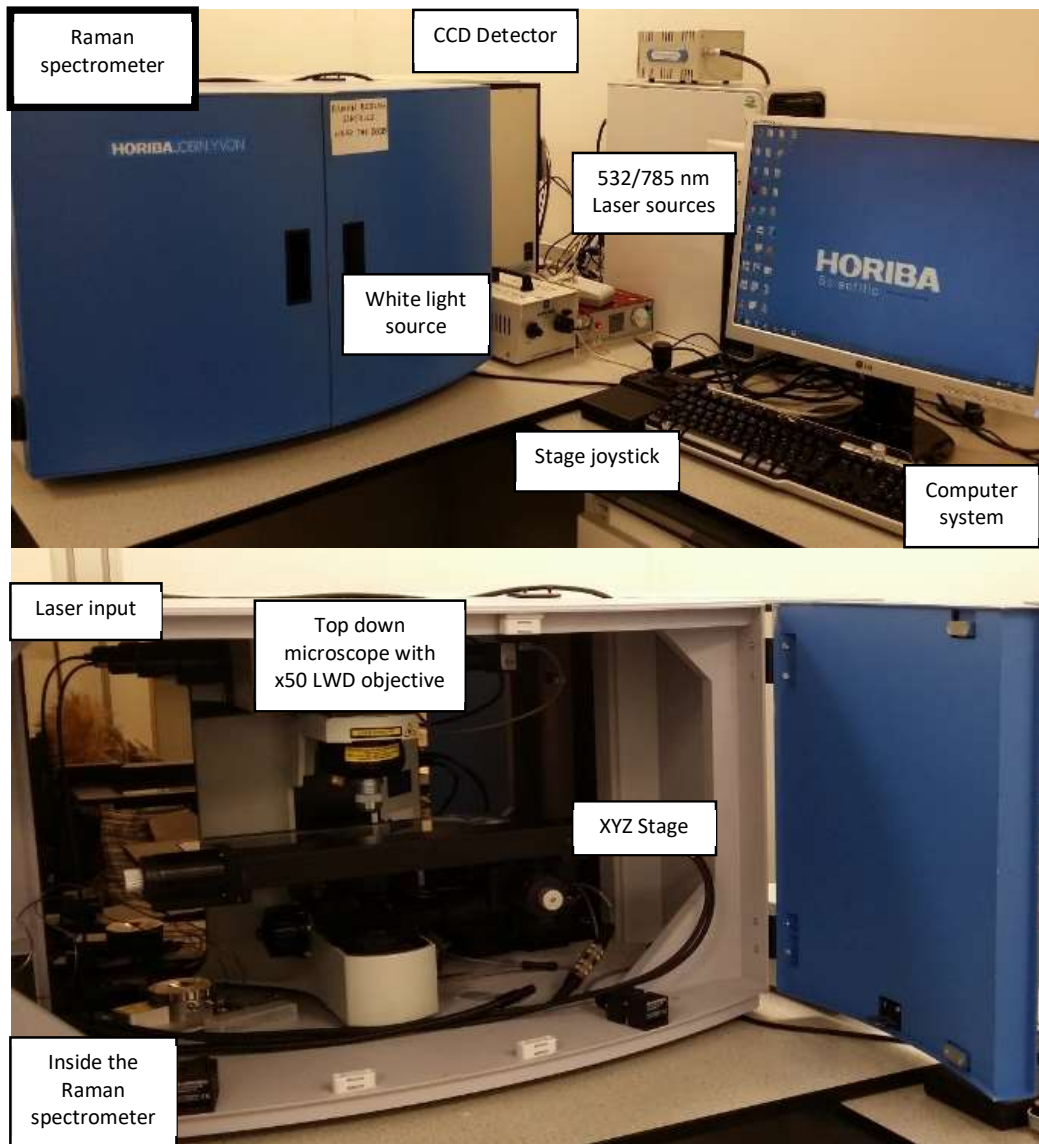 Raman
spectrometer
CCD Detector
HORIBA JOBIN YVON
532/785 nm
Laser sources
HORIBA
Scientific
White light
source
Stage joystick
Computer
system
Laser input
Top down
microscope with
x50 LWD objective
XYZ Stage
Inside the
Raman
spectrometer